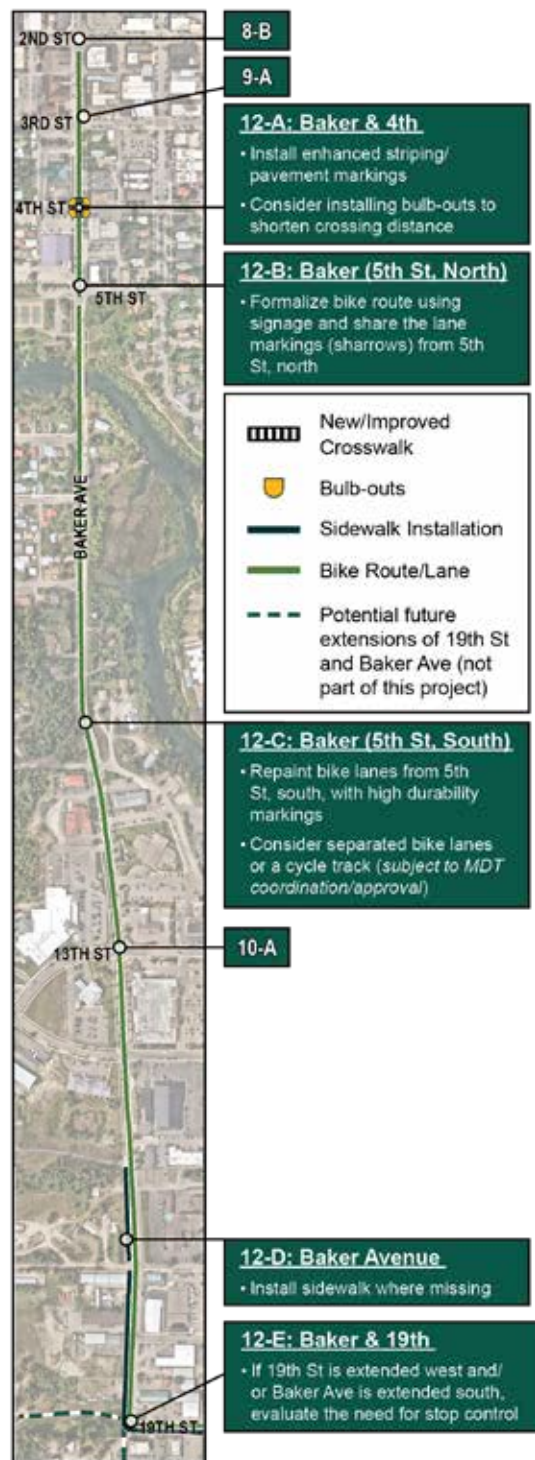 2ND ST
8-B
9-A
3RD ST
12-A: Baker & 4th
• Install enhanced striping/
pavement markings
• Consider installing bulb-outs to
shorten crossing distance
4TH ST
12-B: Baker (5th St, North)
• Formalize bike route using
signage and share the lane
markings (sharrows) from 5th
St, north
5TH ST
BAKER AVE
New/Improved
Crosswalk
Bulb-outs
Sidewalk Installation
Bike Route/Lane
Potential future
extensions of 19th St
and Baker Ave (not
part of this project)
12-C: Baker (5th St, South)
• Repaint bike lanes from 5th
St, south, with high durability
markings
• Consider separated bike lanes
or a cycle track (subject to MDT
coordination/approval)
13TH ST
10-A
12-D: Baker Avenue
• Install sidewalk where missing
12-E: Baker & 19th
• If 19th St is extended west and/
or Baker Ave is extended south,
evaluate the need for stop control
19TH ST